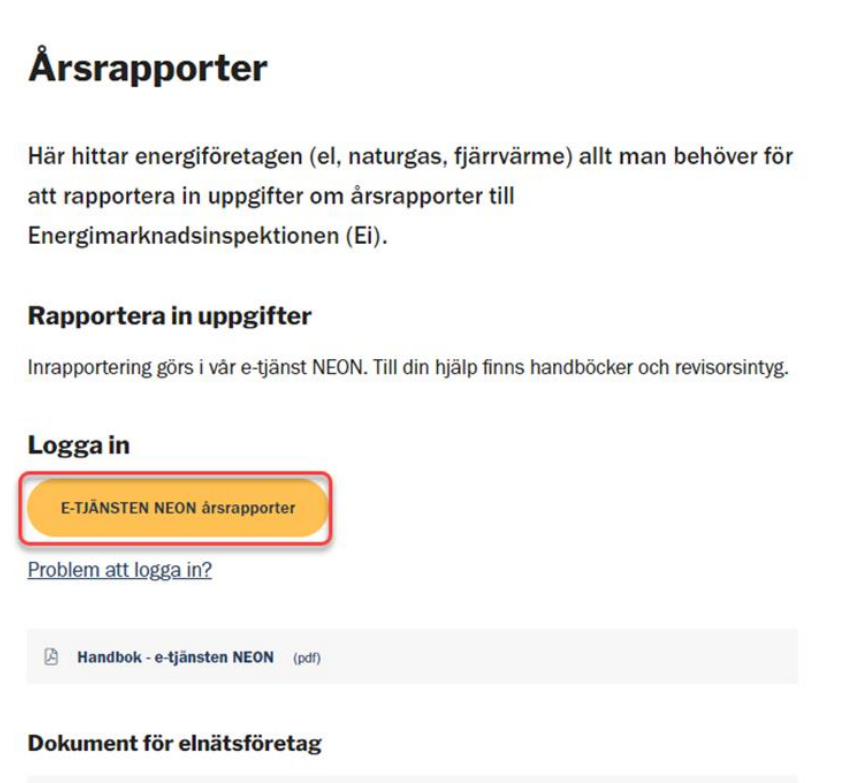 Årsrapporter
Här hittar energiföretagen (el, naturgas, fjärrvärme) allt man behöver för
att rapportera in uppgifter om årsrapporter till
Energimarknadsinspektionen (Ei).
Rapportera in uppgifter
Inrapportering görs i vår e-tjänst NEON. Till din hjälp finns handböcker och revisorsintyg.
Logga in
E-TJÄNSTEN NEON årsrapporter
Problem att logga in?
Handbok - e-tjänsten NEON (pdf)
Dokument för elnätsföretag